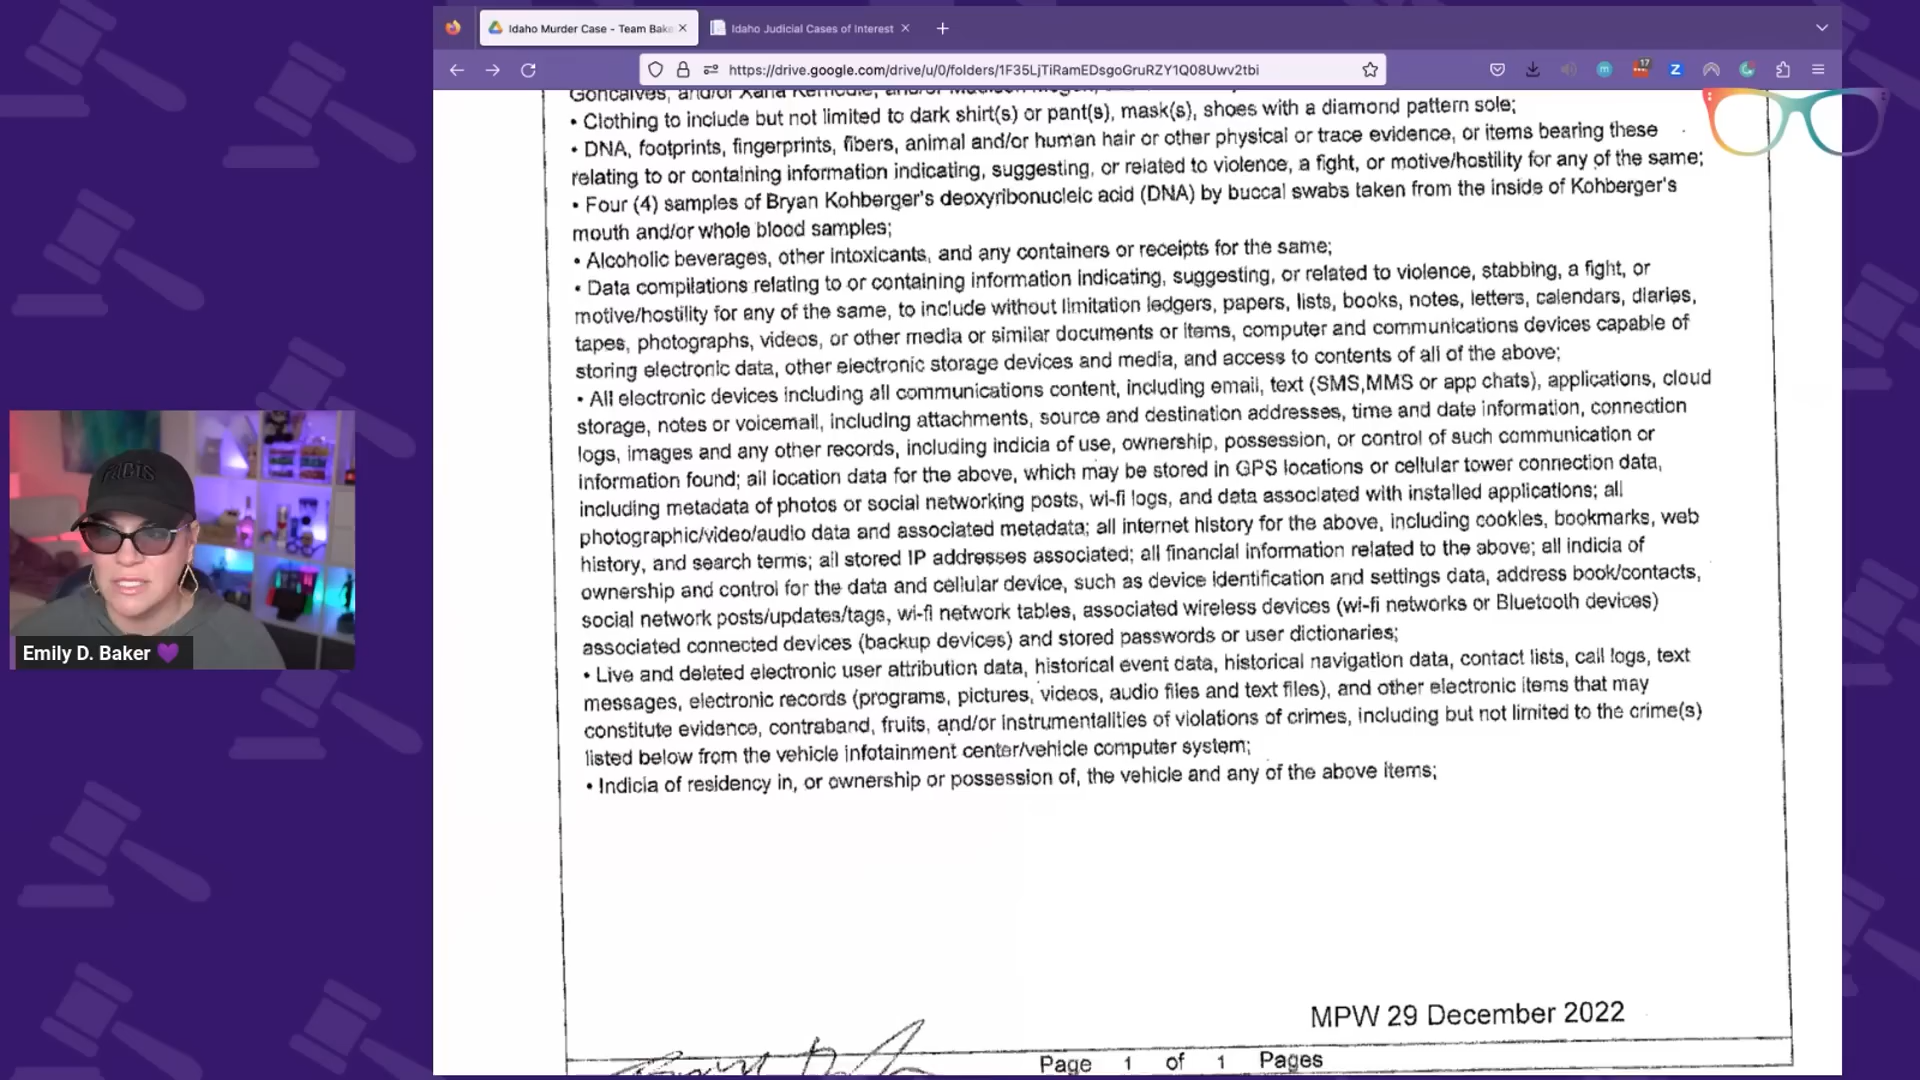 Idaho Murder Case - Team Bake
Idaho Judicial Cases of Interest
https://drive.google.com/drive/u/0/folders/1F35LjTiRamEDsgoGruRZY1Q08Uwv2tbi
17
Goncalves, and/or Xana Kernodle, and/or Madison Mogen,
• Clothing to include but not limited to dark shirt(s) or pant(s), mask(s), shoes with a diamond pattern sole;
• DNA, footprints, fingerprints, fibers, animal and/or human hair or other physical or trace evidence, or items bearing these
relating to or containing information indicating, suggesting, or related to violence, a fight, or motive/hostility for any of the same;
• Four (4) samples of Bryan Kohberger's deoxyribonucleic acid (DNA) by buccal swabs taken from the inside of Kohberger's
mouth and/or whole blood samples;
• Alcoholic beverages, other intoxicants, and any containers or receipts for the same;
• Data compilations relating to or containing information indicating, suggesting, or related to violence, stabbing, a fight, or
motive/hostility for any of the same, to include without limitation ledgers, papers, lists, books, notes, letters, calendars, diaries,
tapes, photographs, videos, or other media or similar documents or items, computer and communications devices capable of
storing electronic data, other electronic storage devices and media, and access to contents of all of the above;
• All electronic devices including all communications content, including email, text (SMS,MMS or app chats), applications, cloud
storage, notes or voicemail, including attachments, source and destination addresses, time and date information, connection
logs, images and any other records, including indicia of use, ownership, possession, or control of such communication or
information found; all location data for the above, which may be stored in GPS locations or cellular tower connection data,
including metadata of photos or social networking posts, wi-fi logs, and data associated with installed applications; all
photographic/video/audio data and associated metadata; all internet history for the above, including cookies, bookmarks, web
history, and search terms; all stored IP addresses associated; all financial information related to the above; all indicia of
ownership and control for the data and cellular device, such as device identification and settings data, address book/contacts,
social network posts/updates/tags, wi-fi network tables, associated wireless devices (wi-fi networks or Bluetooth devices)
associated connected devices (backup devices) and stored passwords or user dictionaries;
• Live and deleted electronic user attribution data, historical event data, historical navigation data, contact lists, call logs, text
messages, electronic records (programs, pictures, videos, audio files and text files), and other electronic items that may
constitute evidence, contraband, fruits, and/or instrumentalities of violations of crimes, including but not limited to the crime(s)
listed below from the vehicle infotainment center/vehicle computer system;
• Indicia of residency in, or ownership or possession of, the vehicle and any of the above items;
MPW 29 December 2022
Page 1 of 1 Pages
FACTS
Emily D. Baker